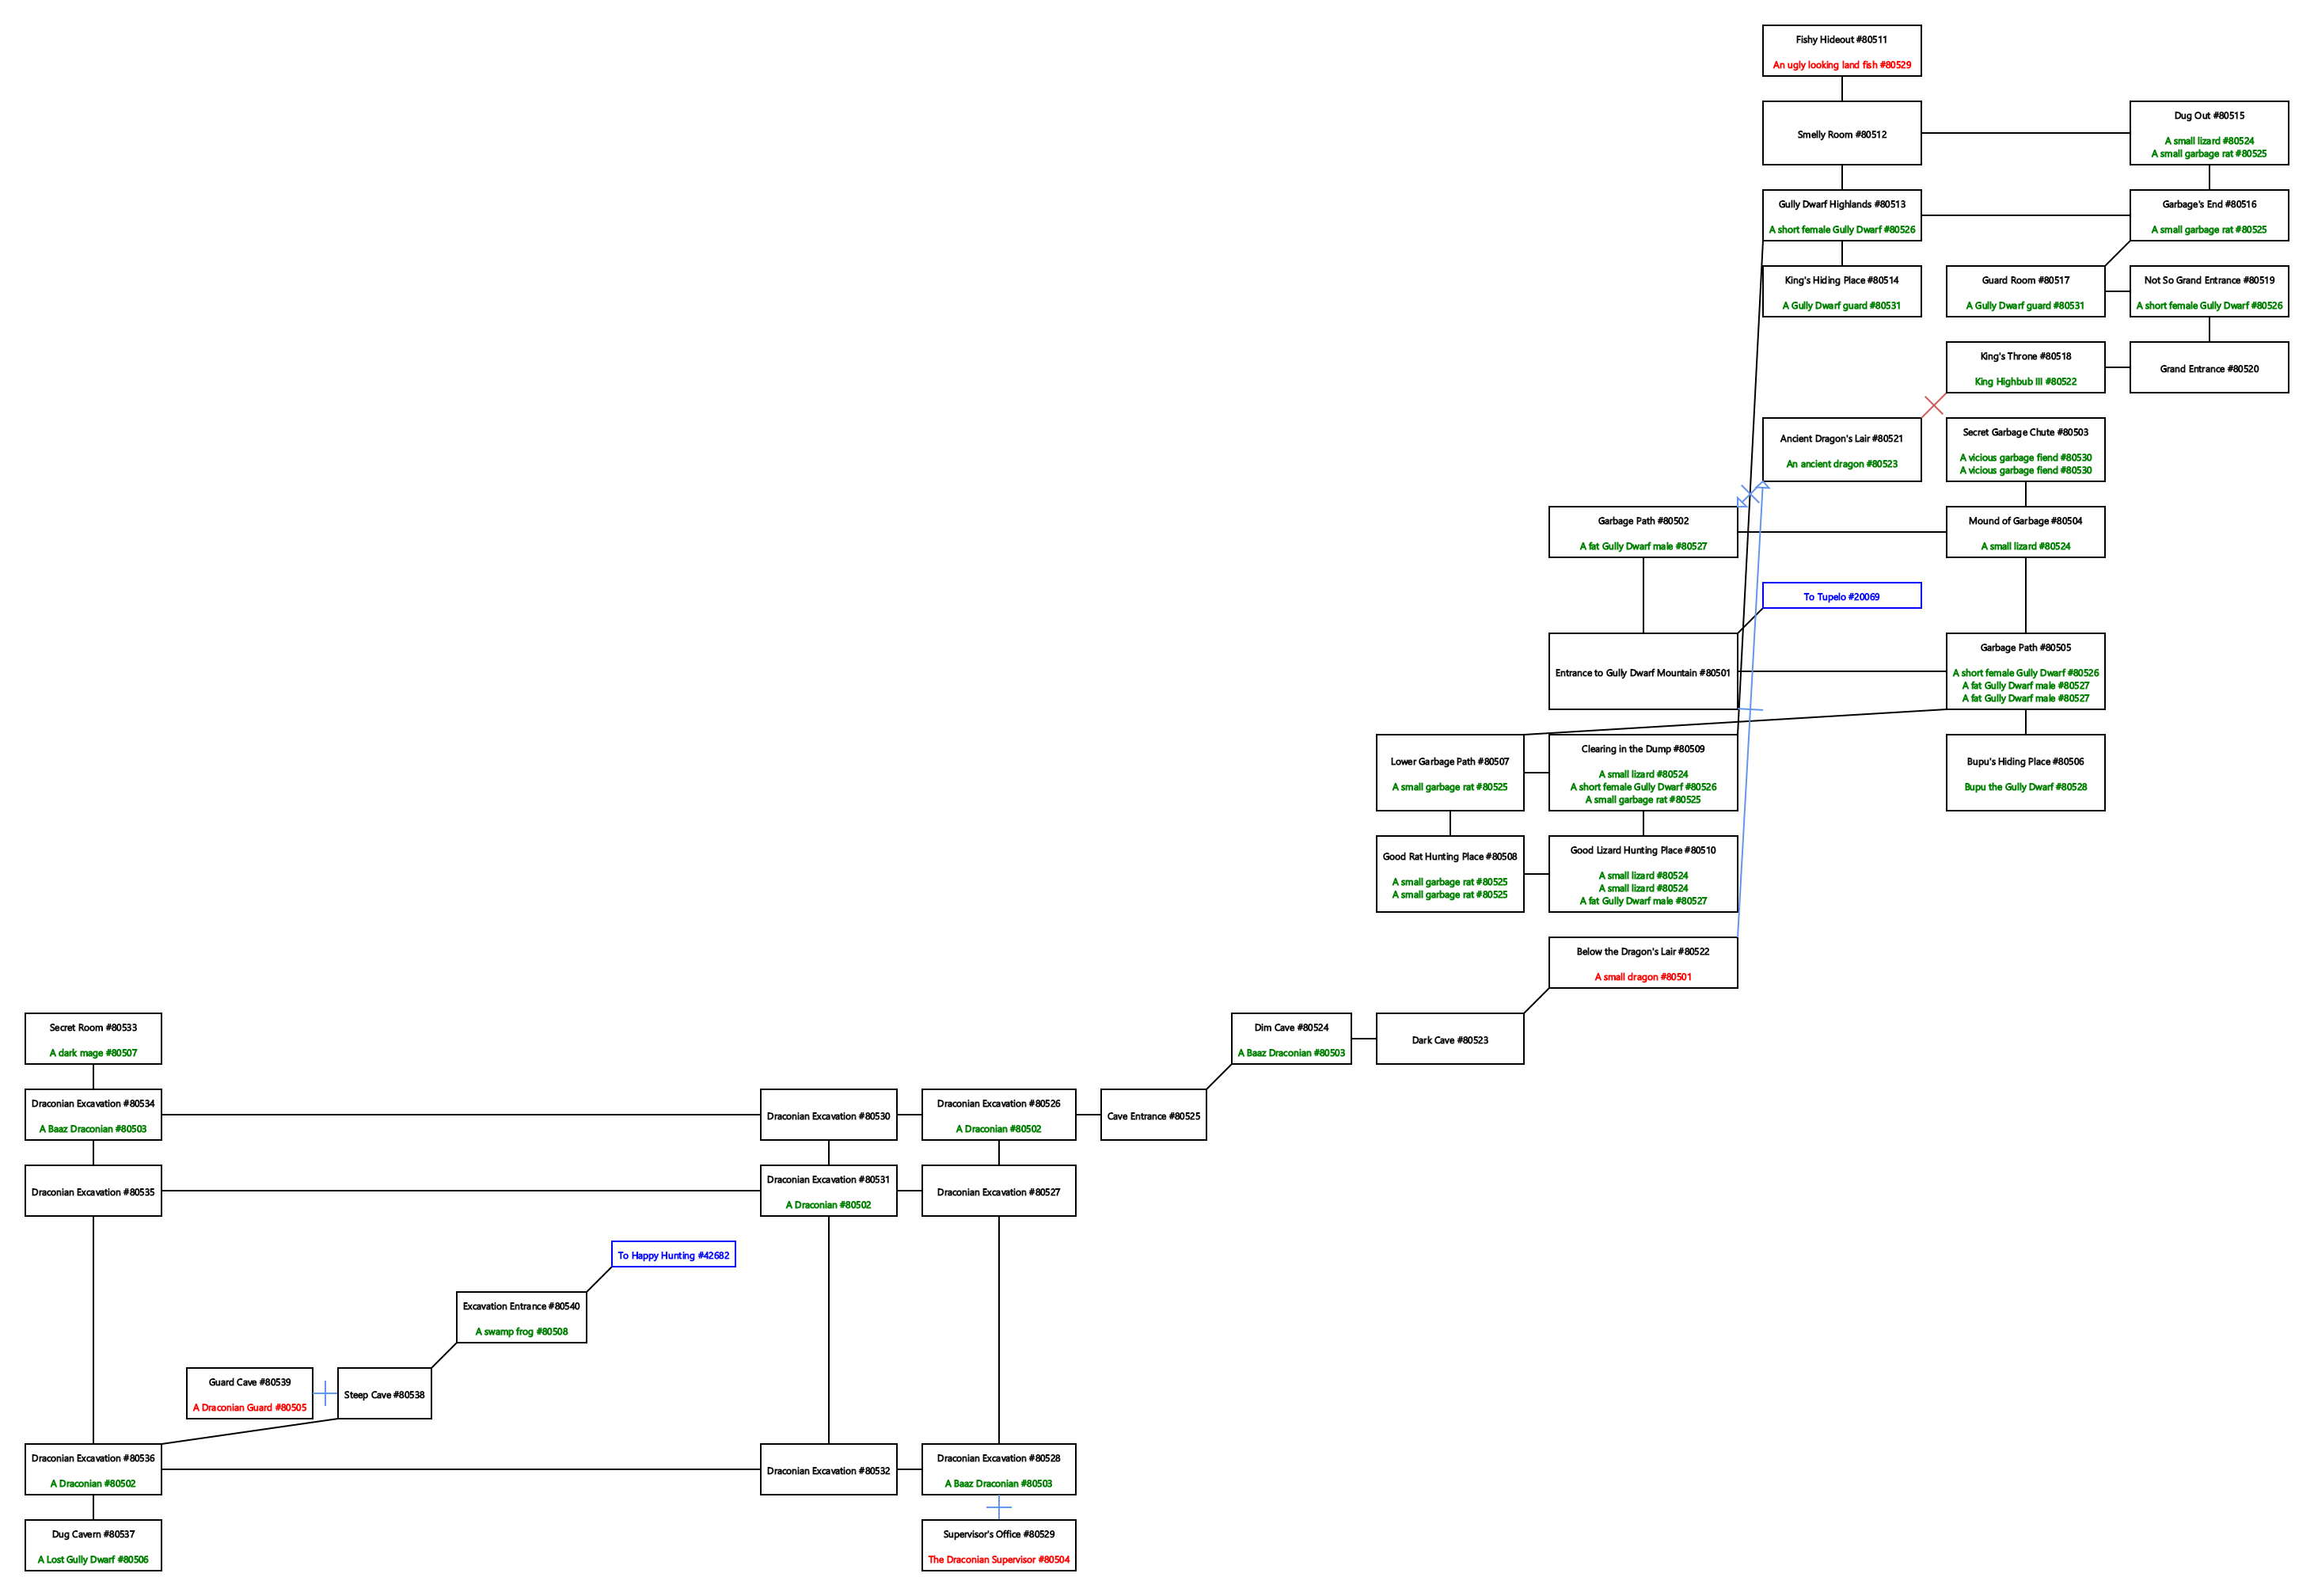 Fishy Hideout #80511
An ugly looking land fish #80529
Smelly Room #80512
Dug Out #80515
A small lizard #80524
A small garbage rat #80525
Gully Dwarf Highlands #80513
A short female Gully Dwarf #80526
Garbage's End #80516
A small garbage rat #80525
King's Hiding Place #80514
A Gully Dwarf guard #80531
Guard Room #80517
A Gully Dwarf guard #80531
Not So Grand Entrance #80519
A short female Gully Dwarf #80526
King's Throne #80518
King Highbub III #80522
Grand Entrance #80520
Ancient Dragon's Lair #80521
An ancient dragon #80523
Secret Garbage Chute #80503
A vicious garbage fiend #80530
A vicious garbage fiend #80530
Garbage Path #80502
A fat Gully Dwarf male #80527
Mound of Garbage #80504
A small lizard #80524
To Tupelo #20069
Entrance to Gully Dwarf Mountain #80501
Garbage Path #80505
A short female Gully Dwarf #80526
A fat Gully Dwarf male #80527
A fat Gully Dwarf male #80527
Lower Garbage Path #80507
A small garbage rat #80525
Clearing in the Dump #80509
A small lizard #80524
A short female Gully Dwarf #80526
A small garbage rat #80525
Bupu's Hiding Place #80506
Bupu the Gully Dwarf #80528
Good Rat Hunting Place #80508
A small garbage rat #80525
A small garbage rat #80525
Good Lizard Hunting Place #80510
A small lizard #80524
A small lizard #80524
A fat Gully Dwarf male #80527
Below the Dragon's Lair #80522
A small dragon #80501
Secret Room #80533
A dark mage #80507
Dim Cave #80524
A Baaz Draconian #80503
Dark Cave #80523
Draconian Excavation #80534
A Baaz Draconian #80503
Draconian Excavation #80530
Draconian Excavation #80526
A Draconian #80502
Cave Entrance #80525
Draconian Excavation #80535
Draconian Excavation #80531
A Draconian #80502
Draconian Excavation #80527
To Happy Hunting #42682
Excavation Entrance #80540
A swamp frog #80508
Guard Cave #80539
A Draconian Guard #80505
Steep Cave #80538
Draconian Excavation #80536
A Draconian #80502
Draconian Excavation #80532
Draconian Excavation #80528
A Baaz Draconian #80503
Dug Cavern #80537
A Lost Gully Dwarf #80506
Supervisor's Office #80529
The Draconian Supervisor #80504